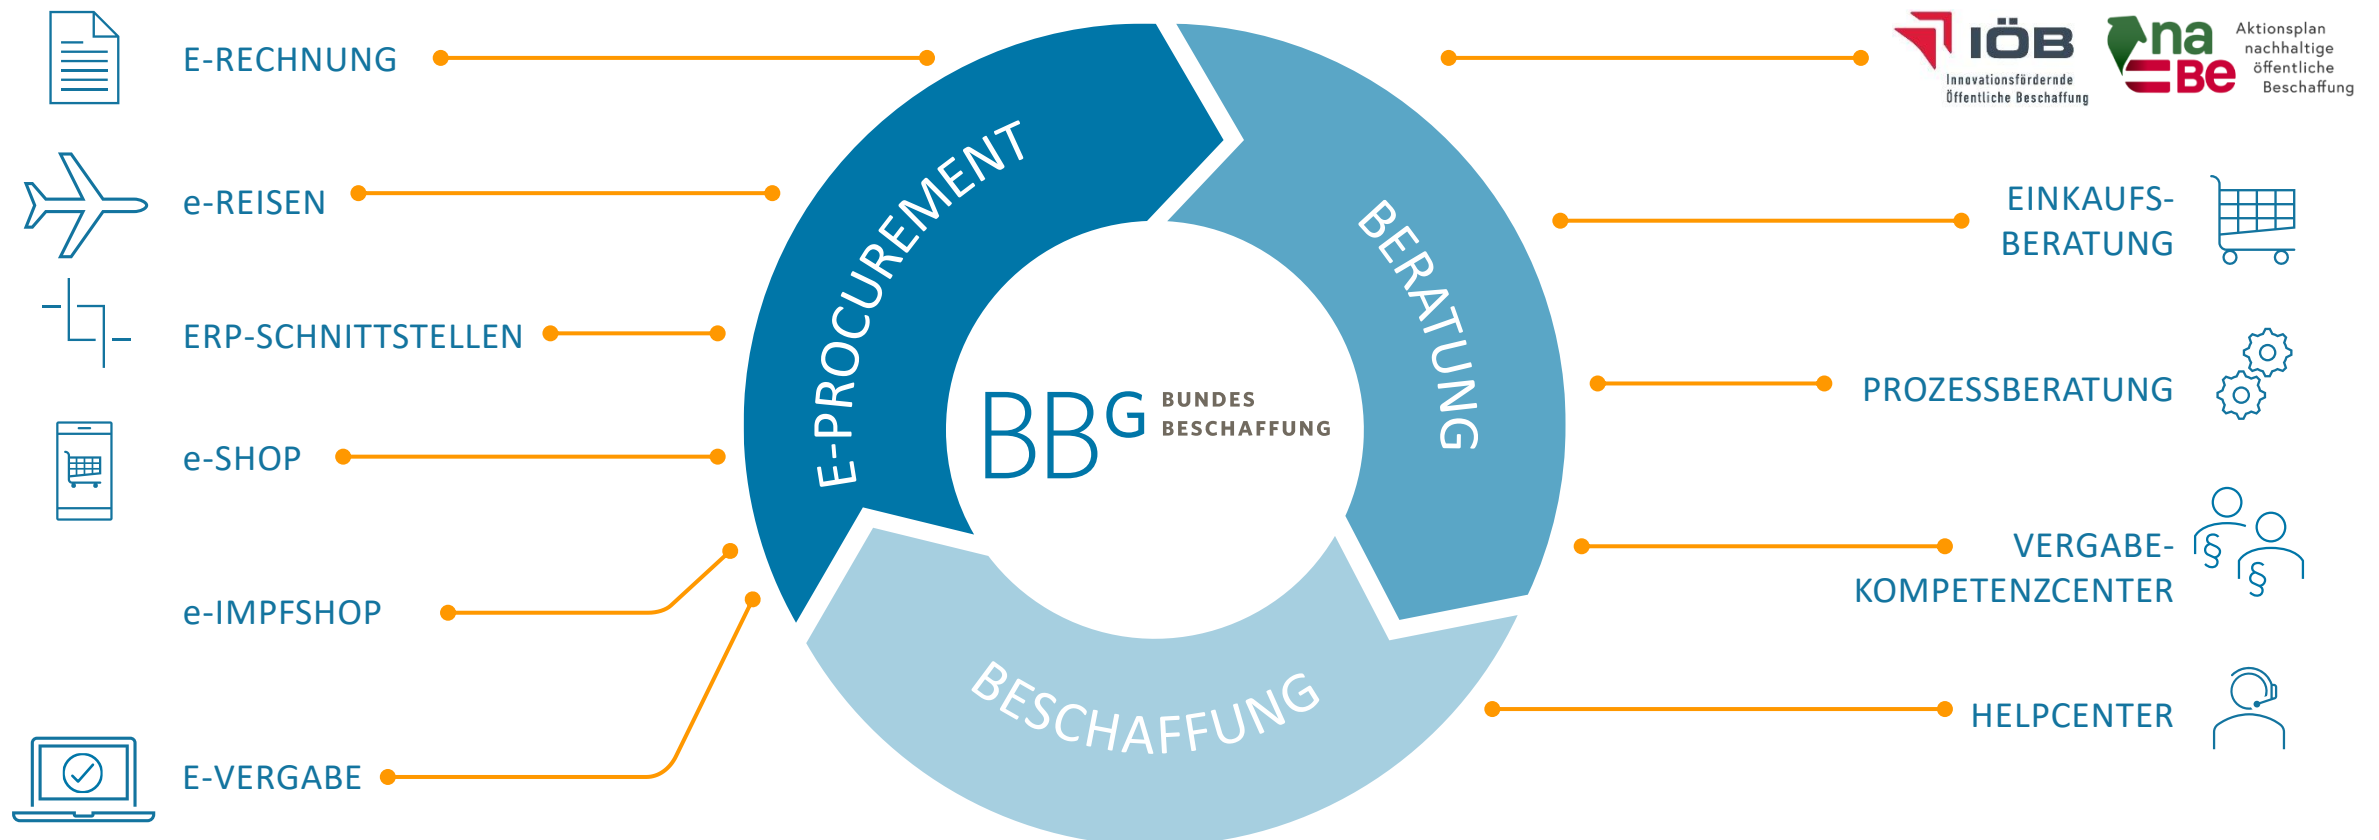 E-RECHNUNG
e-REISEN
ERP-SCHNITTSTELLEN
e-SHOP
e-IMPFSHOP
E-VERGABE
E-PROCUREMENT
BERATUNG
BESCHAFFUNG
BBG
BUNDES
BESCHAFFUNG
IÖB
Innovationsfördernde
Öffentliche Beschaffung
na
Be
Aktionsplan
nachhaltige
öffentliche
Beschaffung
EINKAUFS-
BERATUNG
PROZESSBERATUNG
§
§
VERGABE-
KOMPETENZCENTER
HELPCENTER